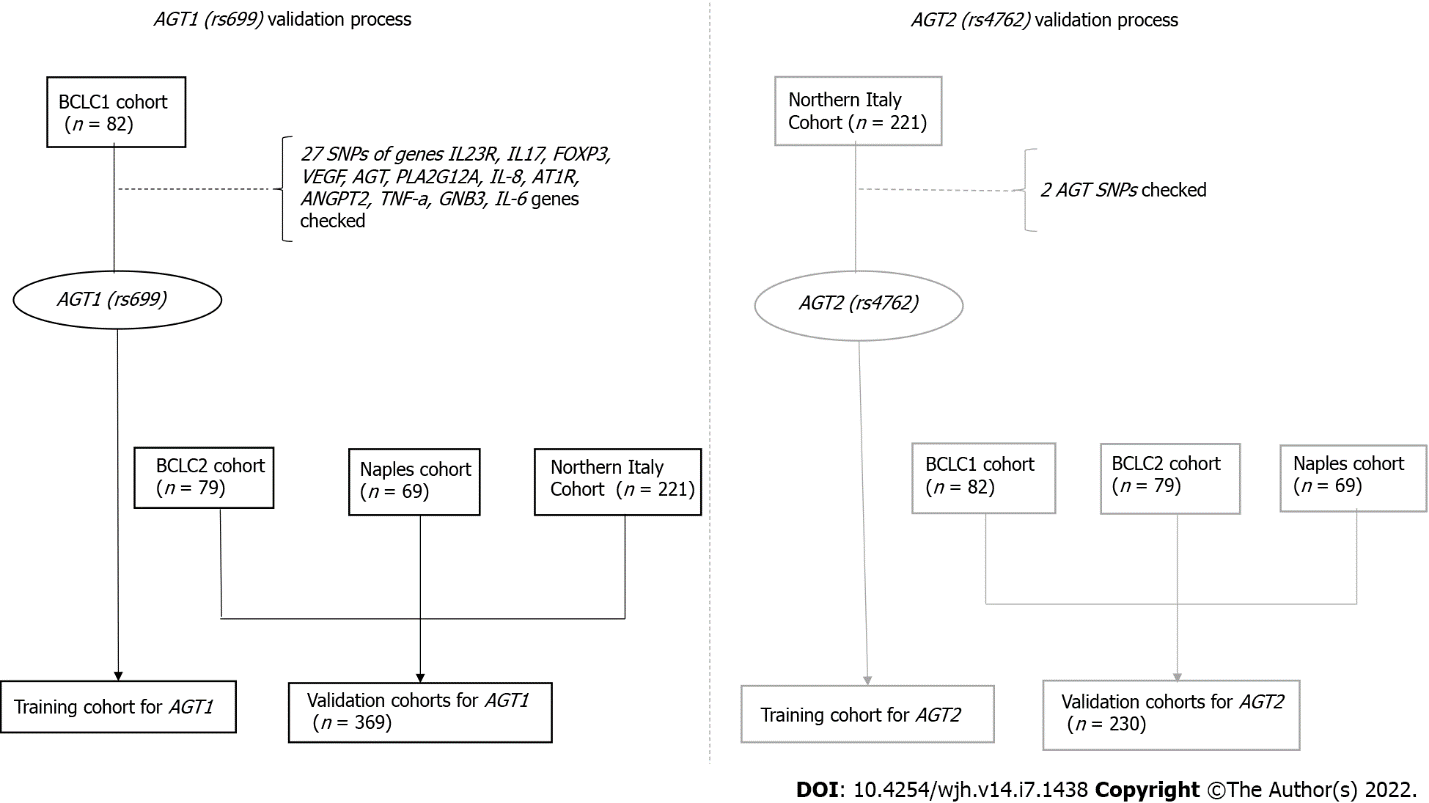 AGT1 (rs699) validation process
BCLC1 cohort
(n = 82)
27 SNPs of genes IL23R, IL17, FOXP3,
VEGF, AGT, PLA2G12A, IL-8, AT1R,
ANGPT2, TNF-a, GNB3, IL-6 genes
checked
AGT1 (rs699)
BCLC2 cohort
(n = 79)
Naples cohort
(n = 69)
Northern Italy
Cohort (n = 221)
Training cohort for AGT1
Validation cohorts for AGT1
(n = 369)
AGT2 (rs4762) validation process
Northern Italy
Cohort (n = 221)
2 AGT SNPs checked
AGT2 (rs4762)
BCLC1 cohort
(n = 82)
BCLC2 cohort
(n = 79)
Naples cohort
(n = 69)
Training cohort for AGT2
Validation cohorts for AGT2
(n = 230)
DOI: 10.4254/wjh.v14.i7.1438 Copyright ©The Author(s) 2022.